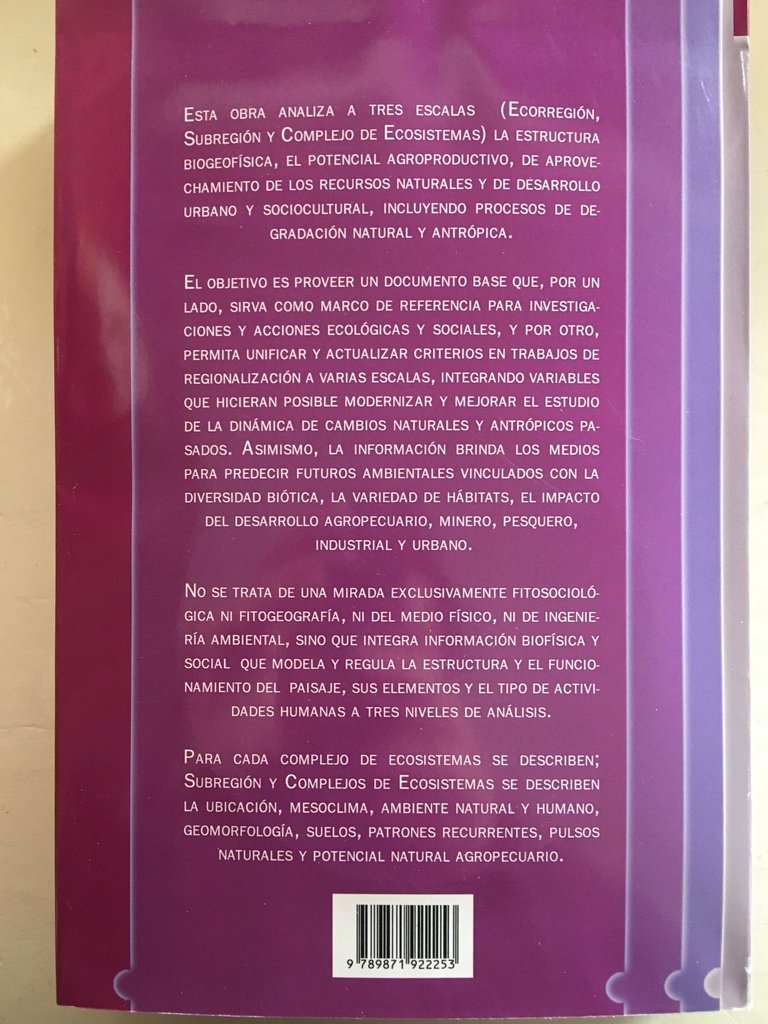 Esta obra analiza a tres escalas (Ecorregión,
Subregión y Complejo de Ecosistemas) la estructura
biogeofísica, el potencial agroproductivo, de aprove-
chamiento de los recursos naturales y de desarrollo
urbano y sociocultural, incluyendo procesos de de-
gradación natural y antrópica.
El objetivo es proveer un documento base que, por un
lado, sirva como marco de referencia para investiga-
ciones y acciones ecológicas y sociales, y por otro,
permita unificar y actualizar criterios en trabajos de
regionalización a varias escalas, integrando variables
que hicieran posible modernizar y mejorar el estudio
de la dinámica de cambios naturales y antrópicos pa-
sados. Asimismo, la información brinda los medios
para predecir futuros ambientales vinculados con la
diversidad biótica, la variedad de hábitats, el impacto
del desarrollo agropecuario, minero, pesquero,
industrial y urbano.
No se trata de una mirada exclusivamente fitosocioló-
gica ni fitogeografía, ni del medio físico, ni de ingenie-
ría ambiental, sino que integra información biofísica y
social que modela y regula la estructura y el funcio-
namiento del paisaje, sus elementos y el tipo de activi-
dades humanas a tres niveles de análisis.
Para cada complejo de ecosistemas se describen;
Subregión y Complejos de Ecosistemas se describen
la ubicación, mesoclima, ambiente natural y humano,
geomorfología, suelos, patrones recurrentes, pulsos
naturales y potencial natural agropecuario.
9 789871 922253